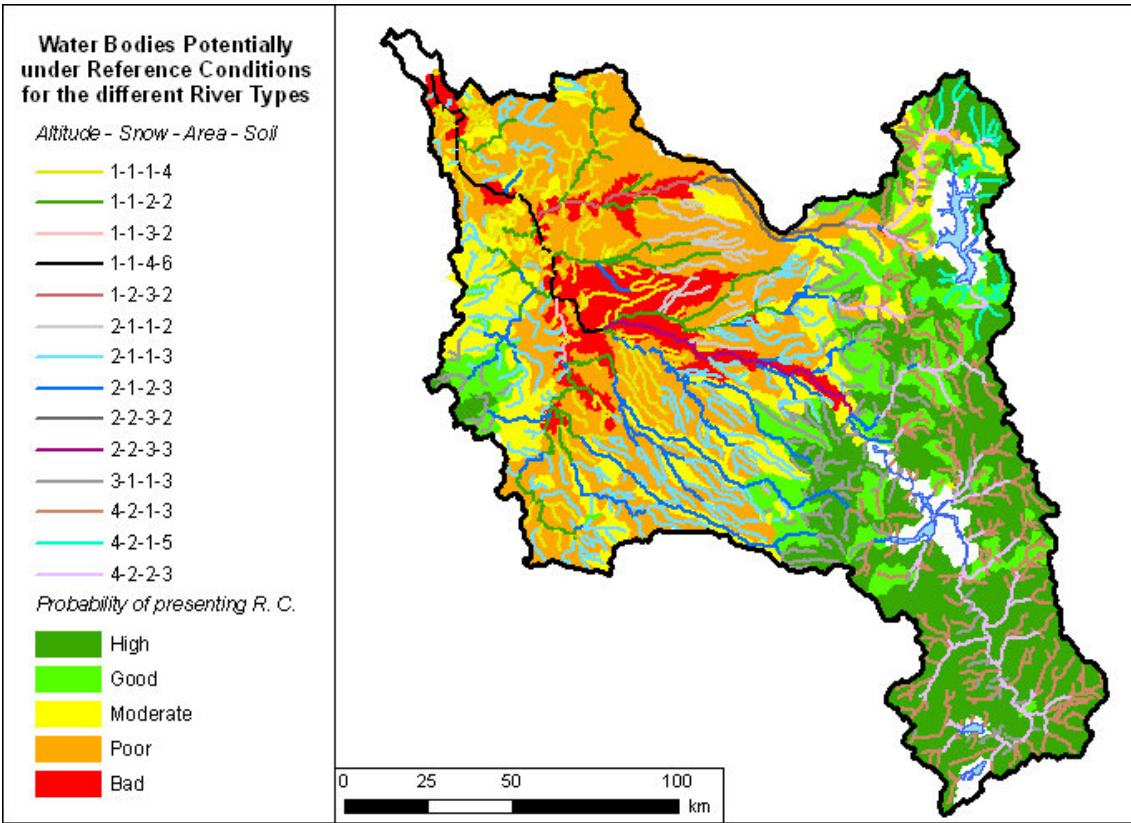 Water Bodies Potentially
under Reference Conditions
for the different River Types
Altitude - Snow - Area - Soil
1-1-1-4
1-1-2-2
1-1-3-2
1-1-4-6
1-2-3-2
2-1-1-2
2-1-1-3
2-1-2-3
2-2-3-2
2-2-3-3
3-1-1-3
4-2-1-3
4-2-1-5
4-2-2-3
Probability of presenting R. C.
High
Good
Moderate
Poor
Bad
0 25 50 100
km